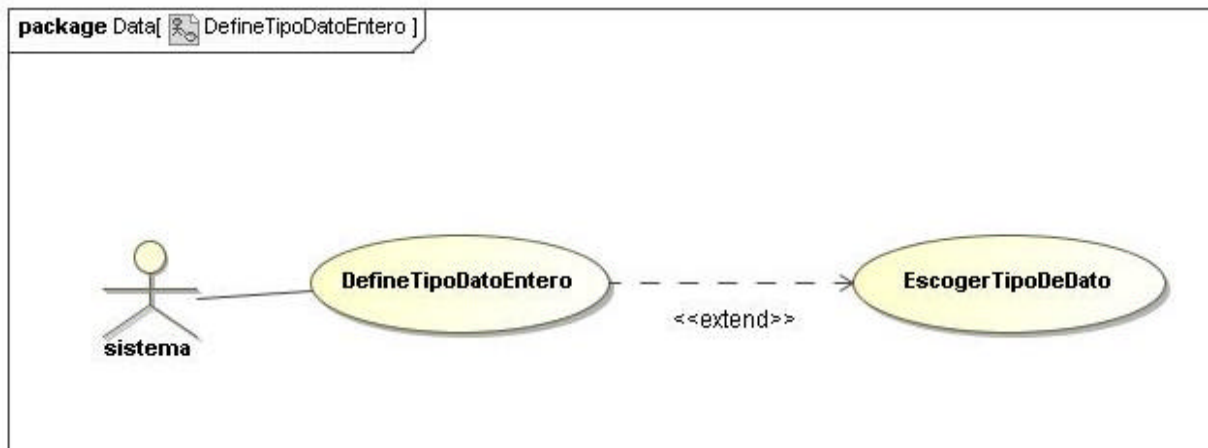 package Data[ DefineTipoDatoEntero ]
DefineTipoDatoEntero
EscogerTipoDeDato
<<extend>>
sistema